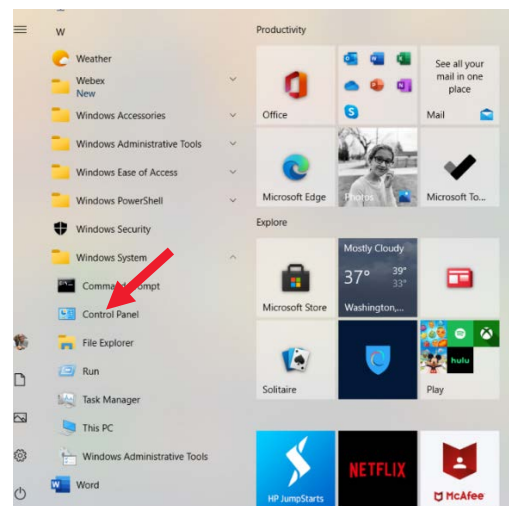 W
Weather
Webex
New
Windows Accessories
Windows Administrative Tools
Windows Ease of Access
Windows PowerShell
Windows Security
Windows System
Command Prompt
Control Panel
File Explorer
Run
Task Manager
This PC
Windows Administrative Tools
Word
Productivity
Office
See all your
mail in one
place
Mail
Microsoft Edge
Photos
Microsoft To...
Explore
Microsoft Store
Mostly Cloudy
37°
39°
33°
Washington,...
Solitaire
hulu
Play
HP JumpStarts
NETFLIX
McAfee